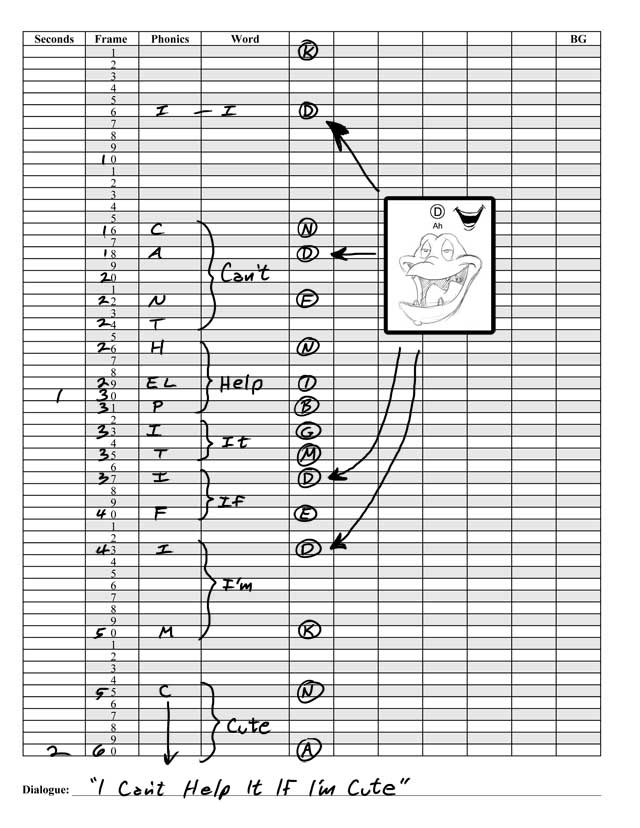 Seconds Frame Phonics Word BG
1 K
2
3
4
5
6 I – I D
7
8
9
10
1
2
3
4 D
5 Ah
16 C N
7
18 A D
9
20 Can't
1
22 N E
3
24 T
5
26 H N
7
8
29 EL Help I
1 30
31 P B
2
33 I G
4 It
35 T M
6
37 I D
8
9 If
40 F E
1
2
43 I D
4
5
6 I'm
7
8
9
50 M K
1
2
3
4
55 C N
6
7
8 Cute
9
2 60 A
Dialogue: "I Can't Help It IF I'm Cute"